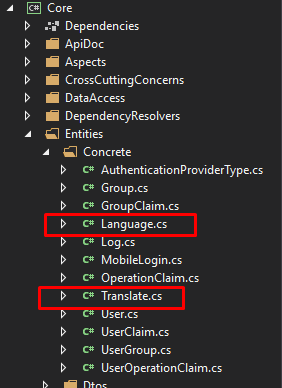 Core
Dependencies
ApiDoc
Aspects
CrossCuttingConcerns
DataAccess
DependencyResolvers
Entities
Concrete
C# AuthenticationProviderType.cs
C# Group.cs
C# GroupClaim.cs
C# Language.cs
C# Log.cs
C# MobileLogin.cs
C# OperationClaim.cs
C# Translate.cs
C# User.cs
C# UserClaim.cs
C# UserGroup.cs
C# UserOperationClaim.cs
Dtos